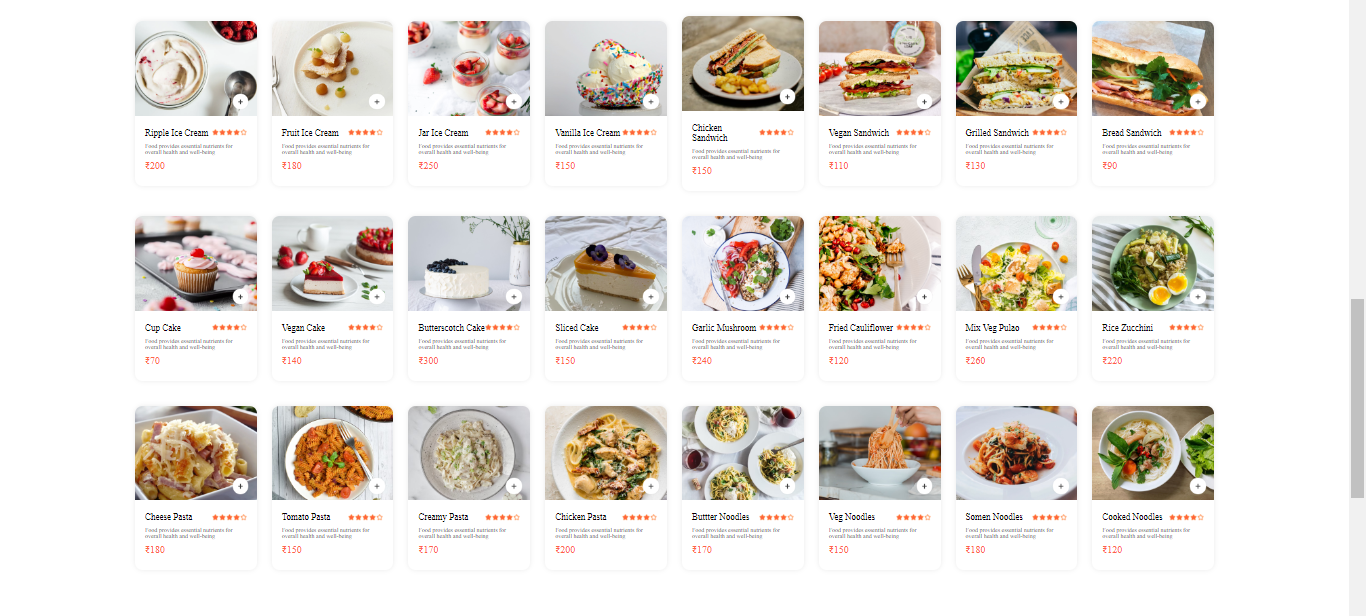 Ripple Ice Cream
Food provides essential nutrients for
overall health and well-being
₹200
Fruit Ice Cream
Food provides essential nutrients for
overall health and well-being
₹180
Jar Ice Cream
Food provides essential nutrients for
overall health and well-being
₹250
Vanilla Ice Cream
Food provides essential nutrients for
overall health and well-being
₹150
Chicken
Sandwich
Food provides essential nutrients for
overall health and well-being
₹150
Vegan Sandwich
Food provides essential nutrients for
overall health and well-being
₹110
Grilled Sandwich
Food provides essential nutrients for
overall health and well-being
₹130
Bread Sandwich
Food provides essential nutrients for
overall health and well-being
₹90
Cup Cake
Food provides essential nutrients for
overall health and well-being
₹70
Vegan Cake
Food provides essential nutrients for
overall health and well-being
₹140
Butterscotch Cake
Food provides essential nutrients for
overall health and well-being
₹300
Sliced Cake
Food provides essential nutrients for
overall health and well-being
₹150
Garlic Mushroom
Food provides essential nutrients for
overall health and well-being
₹240
Fried Cauliflower
Food provides essential nutrients for
overall health and well-being
₹120
Mix Veg Pulao
Food provides essential nutrients for
overall health and well-being
₹260
Rice Zucchini
Food provides essential nutrients for
overall health and well-being
₹220
Cheese Pasta
Food provides essential nutrients for
overall health and well-being
₹180
Tomato Pasta
Food provides essential nutrients for
overall health and well-being
₹150
Creamy Pasta
Food provides essential nutrients for
overall health and well-being
₹170
Chicken Pasta
Food provides essential nutrients for
overall health and well-being
₹200
Buttter Noodles
Food provides essential nutrients for
overall health and well-being
₹170
Veg Noodles
Food provides essential nutrients for
overall health and well-being
₹150
Somen Noodles
Food provides essential nutrients for
overall health and well-being
₹180
Cooked Noodles
Food provides essential nutrients for
overall health and well-being
₹120